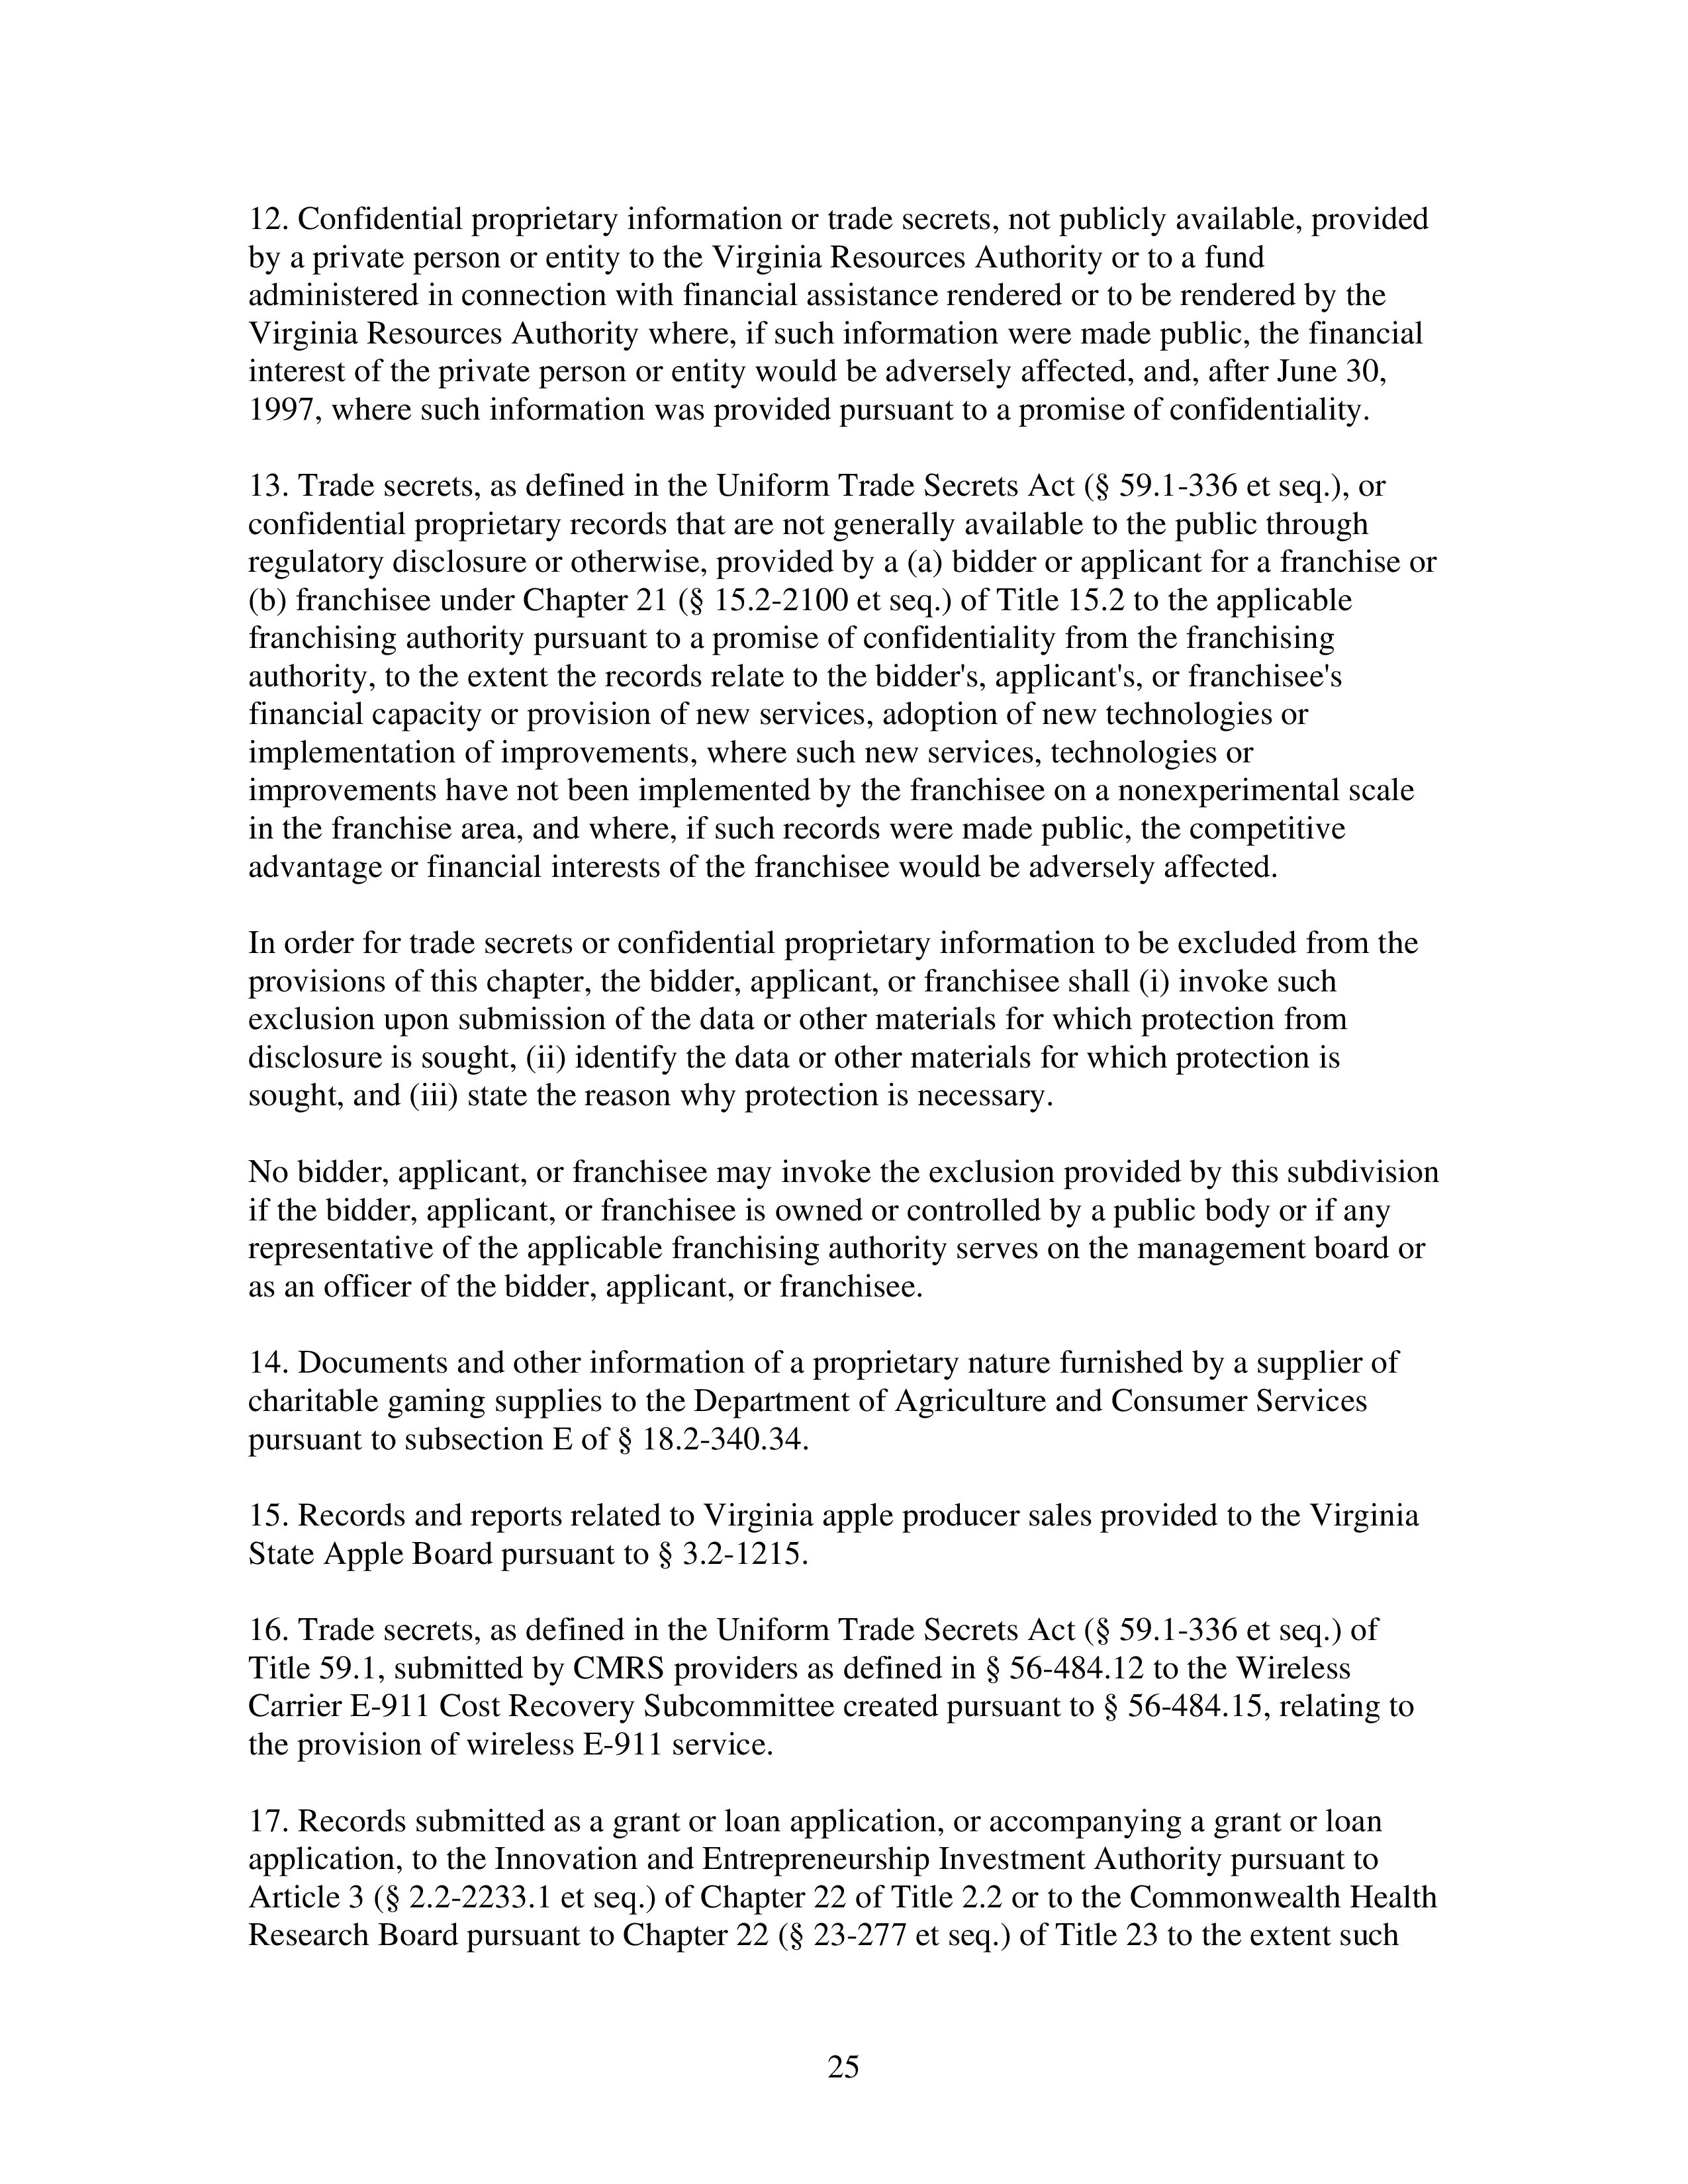 12. Confidential proprietary information or trade secrets, not publicly available, provided
by a private person or entity to the Virginia Resources Authority or to a fund
administered in connection with financial assistance rendered or to be rendered by the
Virginia Resources Authority where, if such information were made public, the financial
interest of the private person or entity would be adversely affected, and, after June 30,
1997, where such information was provided pursuant to a promise of confidentiality.
13. Trade secrets, as defined in the Uniform Trade Secrets Act (§ 59.1-336 et seq.), or
confidential proprietary records that are not generally available to the public through
regulatory disclosure or otherwise, provided by a (a) bidder or applicant for a franchise or
(b) franchisee under Chapter 21 (§ 15.2-2100 et seq.) of Title 15.2 to the applicable
franchising authority pursuant to a promise of confidentiality from the franchising
authority, to the extent the records relate to the bidder's, applicant's, or franchisee's
financial capacity or provision of new services, adoption of new technologies or
implementation of improvements, where such new services, technologies or
improvements have not been implemented by the franchisee on a nonexperimental scale
in the franchise area, and where, if such records were made public, the competitive
advantage or financial interests of the franchisee would be adversely affected.
In order for trade secrets or confidential proprietary information to be excluded from the
provisions of this chapter, the bidder, applicant, or franchisee shall (i) invoke such
exclusion upon submission of the data or other materials for which protection from
disclosure is sought, (ii) identify the data or other materials for which protection is
sought, and (iii) state the reason why protection is necessary.
No bidder, applicant, or franchisee may invoke the exclusion provided by this subdivision
if the bidder, applicant, or franchisee is owned or controlled by a public body or if any
representative of the applicable franchising authority serves on the management board or
as an officer of the bidder, applicant, or franchisee.
14. Documents and other information of a proprietary nature furnished by a supplier of
charitable gaming supplies to the Department of Agriculture and Consumer Services
pursuant to subsection E of § 18.2-340.34.
15. Records and reports related to Virginia apple producer sales provided to the Virginia
State Apple Board pursuant to § 3.2-1215.
16. Trade secrets, as defined in the Uniform Trade Secrets Act (§ 59.1-336 et seq.) of
Title 59.1, submitted by CMRS providers as defined in § 56-484.12 to the Wireless
Carrier E-911 Cost Recovery Subcommittee created pursuant to § 56-484.15, relating to
the provision of wireless E-911 service.
17. Records submitted as a grant or loan application, or accompanying a grant or loan
application, to the Innovation and Entrepreneurship Investment Authority pursuant to
Article 3 (§ 2.2-2233.1 et seq.) of Chapter 22 of Title 2.2 or to the Commonwealth Health
Research Board pursuant to Chapter 22 (§ 23-277 et seq.) of Title 23 to the extent such
25